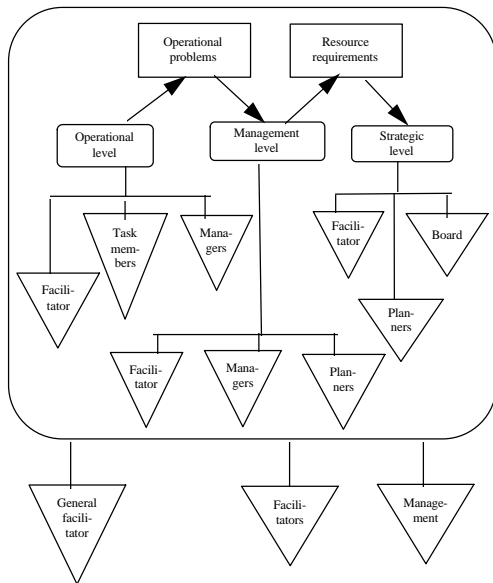 Operational
problems
Resource
requirements
Operational
level
Management
level
Strategic
level
Facili-
tator
Task
mem-
bers
Mana-
gers
Facili-
tator
Board
Plan-
ners
Facili-
tator
Mana-
gers
Plan-
ners
General
facili-
tator
Facili-
tators
Manage-
ment